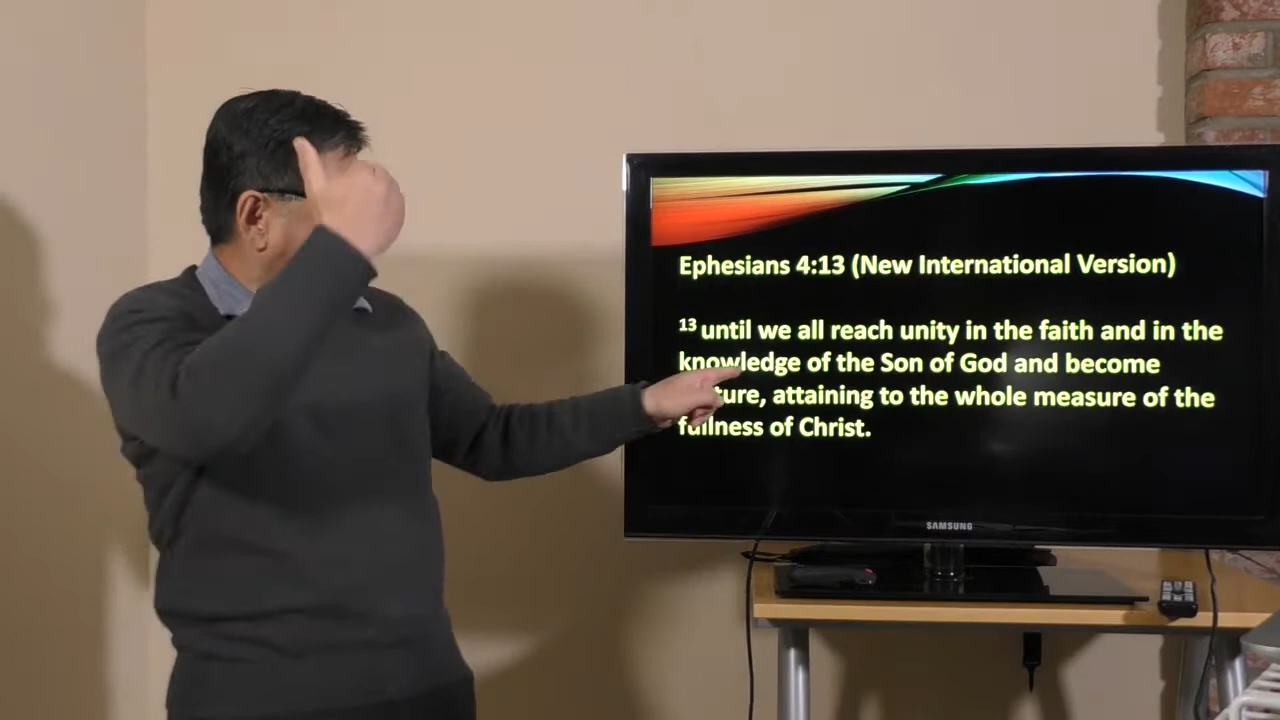 Ephesians 4:13 (New International Version)
13 until we all reach unity in the faith and in the
knowledge of the Son of God and become
attaining to the whole measure of the
fullness of Christ.
SAMSUNG